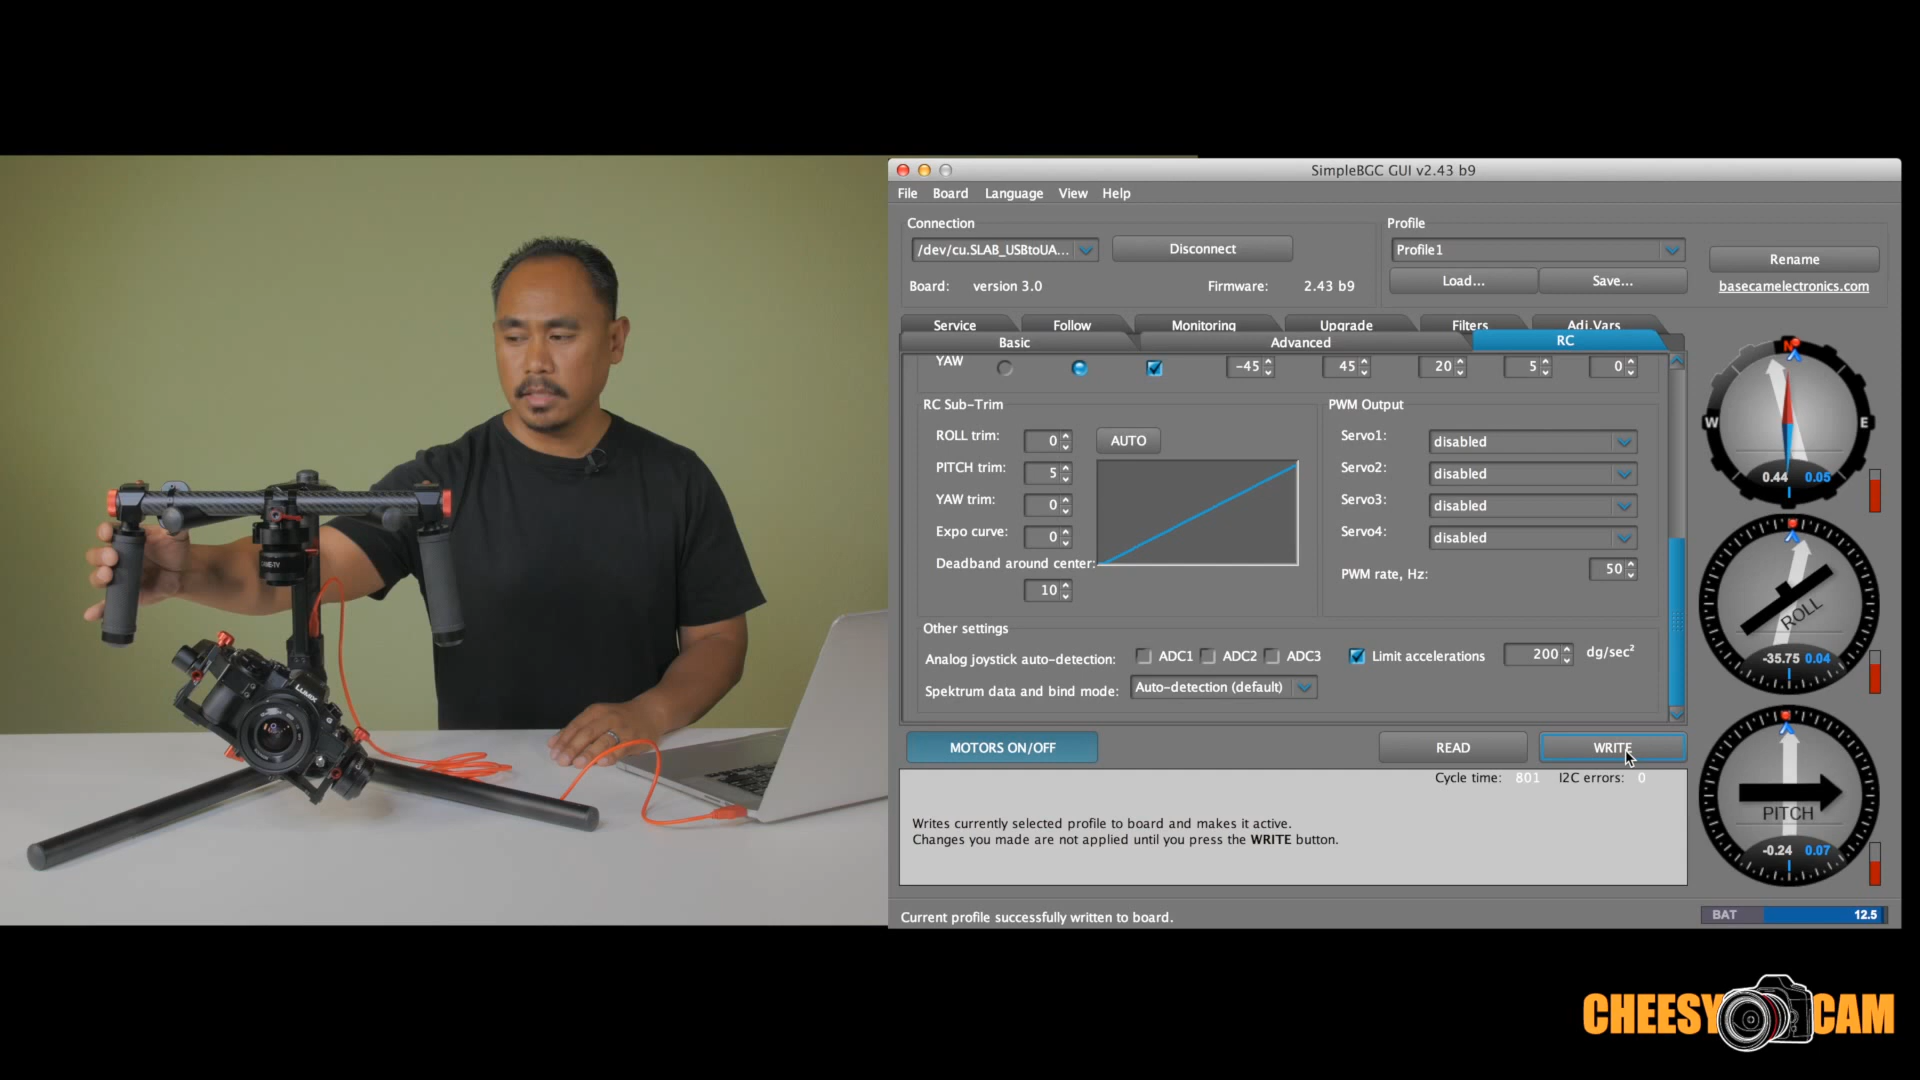 SimpleBGC GUI v2.43 b9
File Board Language View Help
Connection
/dev/cu.SLAB_USBtoUA...
Disconnect
Board: version 3.0
Firmware: 2.43 b9
Profile
Profile1
Load...
Save...
Rename
basecamelectronics.com
Service Follow Monitoring Upgrade Filters Adj.Vars
Basic Advanced RC
YAW -45 45 20 5 0
RC Sub-Trim
ROLL trim: 0 AUTO
PITCH trim: 5
YAW trim: 0
Expo curve: 0
Deadband around center:
10
PWM Output
Servo1: disabled
Servo2: disabled
Servo3: disabled
Servo4: disabled
PWM rate, Hz: 50
Other settings
Analog joystick auto-detection: ADC1 ADC2 ADC3 Limit accelerations 200 dg/sec²
Spektrum data and bind mode: Auto-detection (default)
MOTORS ON/OFF READ WRITE
Cycle time: 801 I2C errors: 0
Writes currently selected profile to board and makes it active.
Changes you made are not applied until you press the WRITE button.
Current profile successfully written to board.
N
W E
0.44 0.05
ROLL
-35.75 0.04
PITCH
-0.24 0.07
BAT 12.5
LUMIX
CHEESYCAM